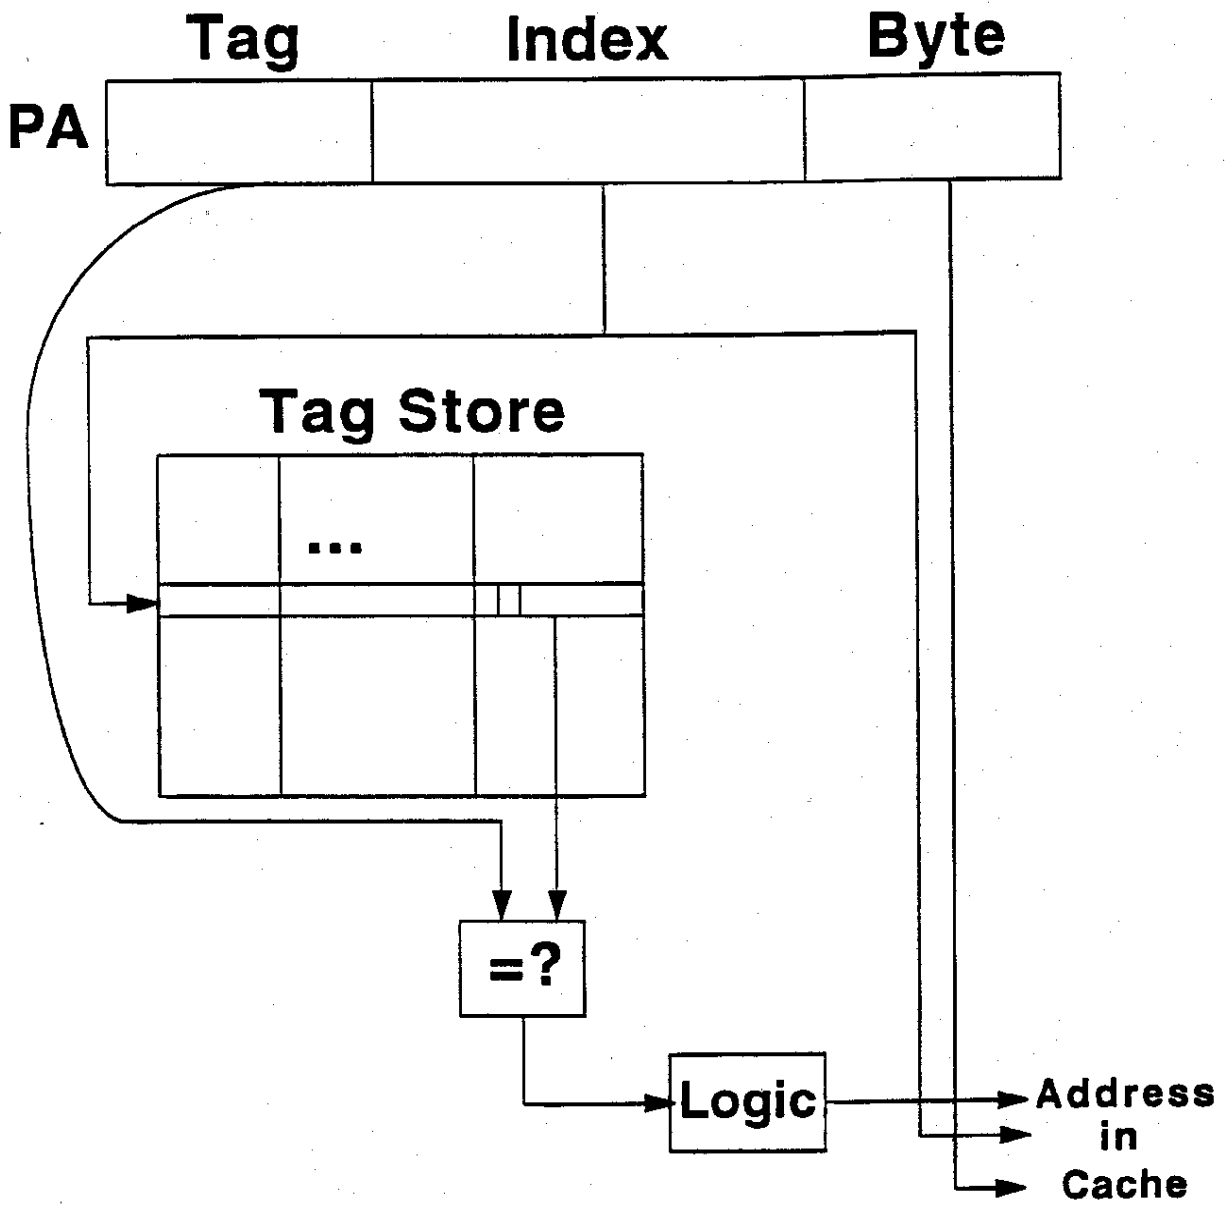 Tag Index Byte
PA
Tag Store
...
=?
Logic
Address
in
Cache